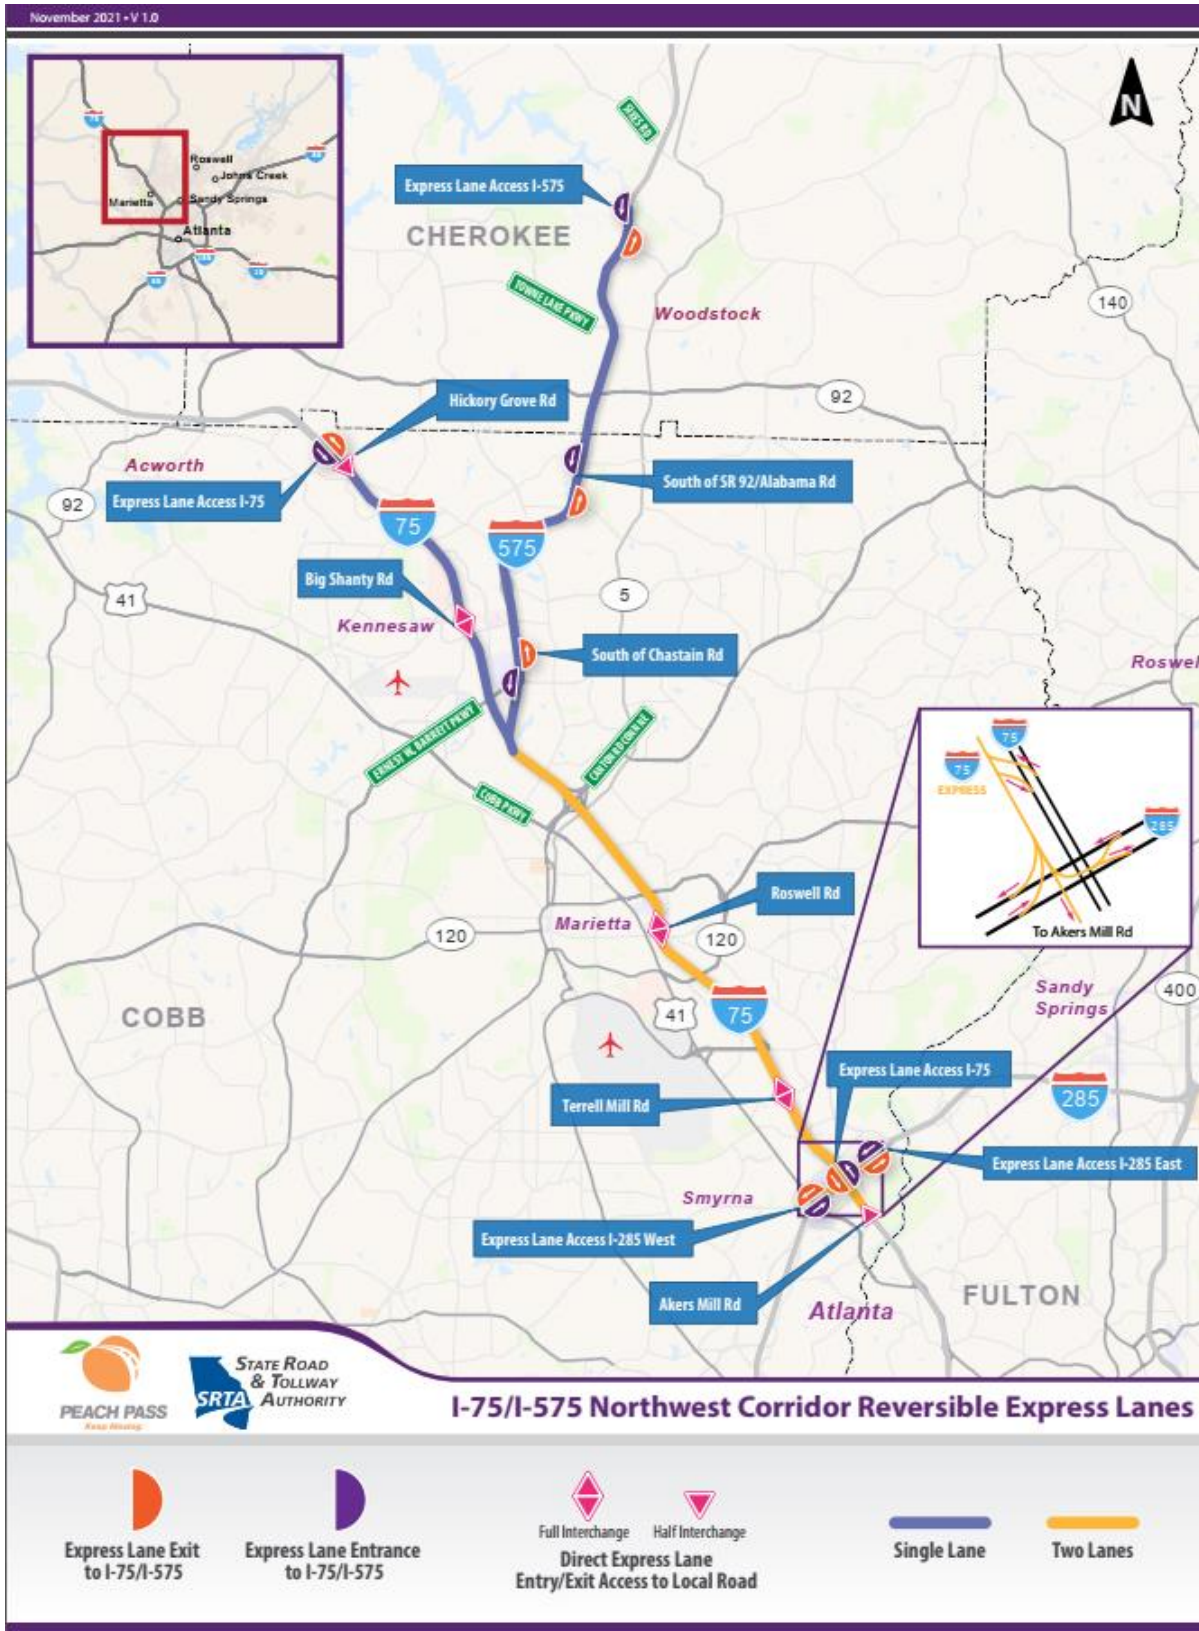 November 2021 • V 1.0
N
Roswell
Johns Creek
Marietta
Sandy Springs
Atlanta
SIXES RD
Express Lane Access I-575
CHEROKEE
TOWNE LAKE PKWY
Woodstock
140
Hickory Grove Rd
92
Acworth
Express Lane Access I-75
92
75
South of SR 92/Alabama Rd
575
Big Shanty Rd
41
5
Kennesaw
South of Chastain Rd
Roswel
ERNEST W. BARRETT PKWY
CANTON RD CONN NE
COBB PKWY
75
75
EXPRESS
285
To Akers Mill Rd
Roswell Rd
Marietta
120
120
COBB
Sandy
Springs
400
41
75
Express Lane Access I-75
Terrell Mill Rd
285
Express Lane Access I-285 East
Smyrna
Express Lane Access I-285 West
Akers Mill Rd
Atlanta
FULTON
PEACH PASS
Keep Moving.
SRTA
STATE ROAD
& TOLLWAY
AUTHORITY
I-75/I-575 Northwest Corridor Reversible Express Lanes
Express Lane Exit
to I-75/I-575
Express Lane Entrance
to I-75/I-575
Full Interchange
Half Interchange
Direct Express Lane
Entry/Exit Access to Local Road
Single Lane
Two Lanes